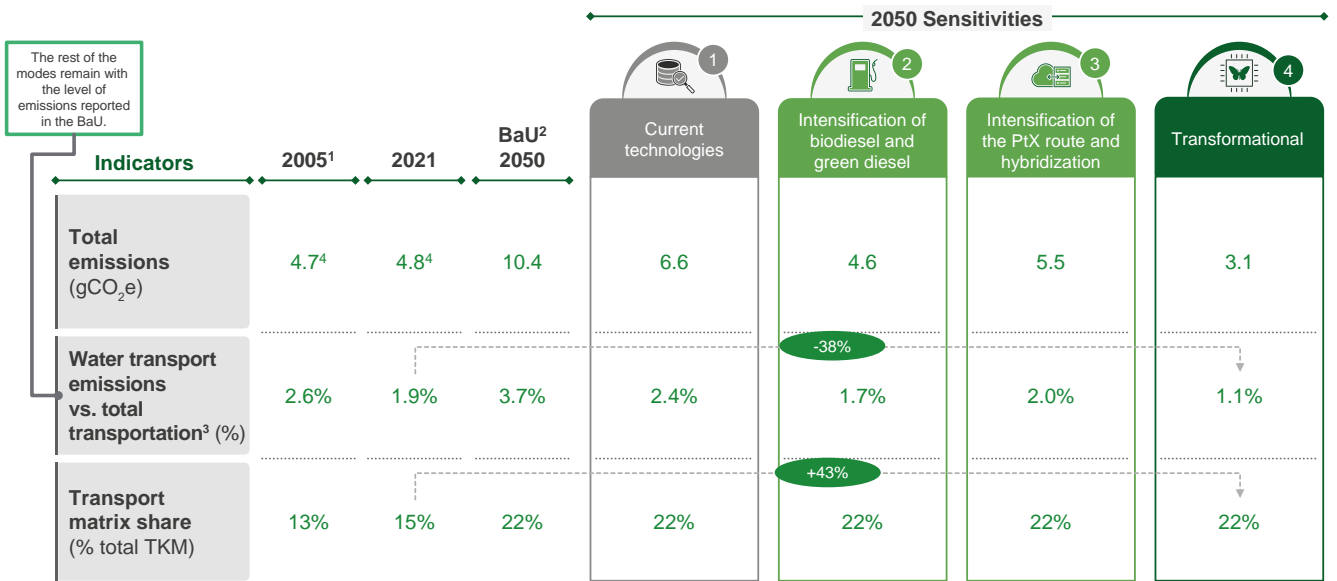 2050 Sensitivities
The rest of the
modes remain with
the level of
emissions reported
in the BaU.
1
2
3
4
Indicators
2005¹
2021
BaU²
2050
Current
technologies
Intensification of
biodiesel and
green diesel
Intensification of
the PtX route and
hybridization
Transformational
Total
emissions
(gCO₂e)
4.7⁴
4.8⁴
10.4
6.6
4.6
5.5
3.1
-38%
Water transport
emissions
vs. total
transportation³ (%)
2.6%
1.9%
3.7%
2.4%
1.7%
2.0%
1.1%
+43%
Transport
matrix share
(% total TKM)
13%
15%
22%
22%
22%
22%
22%